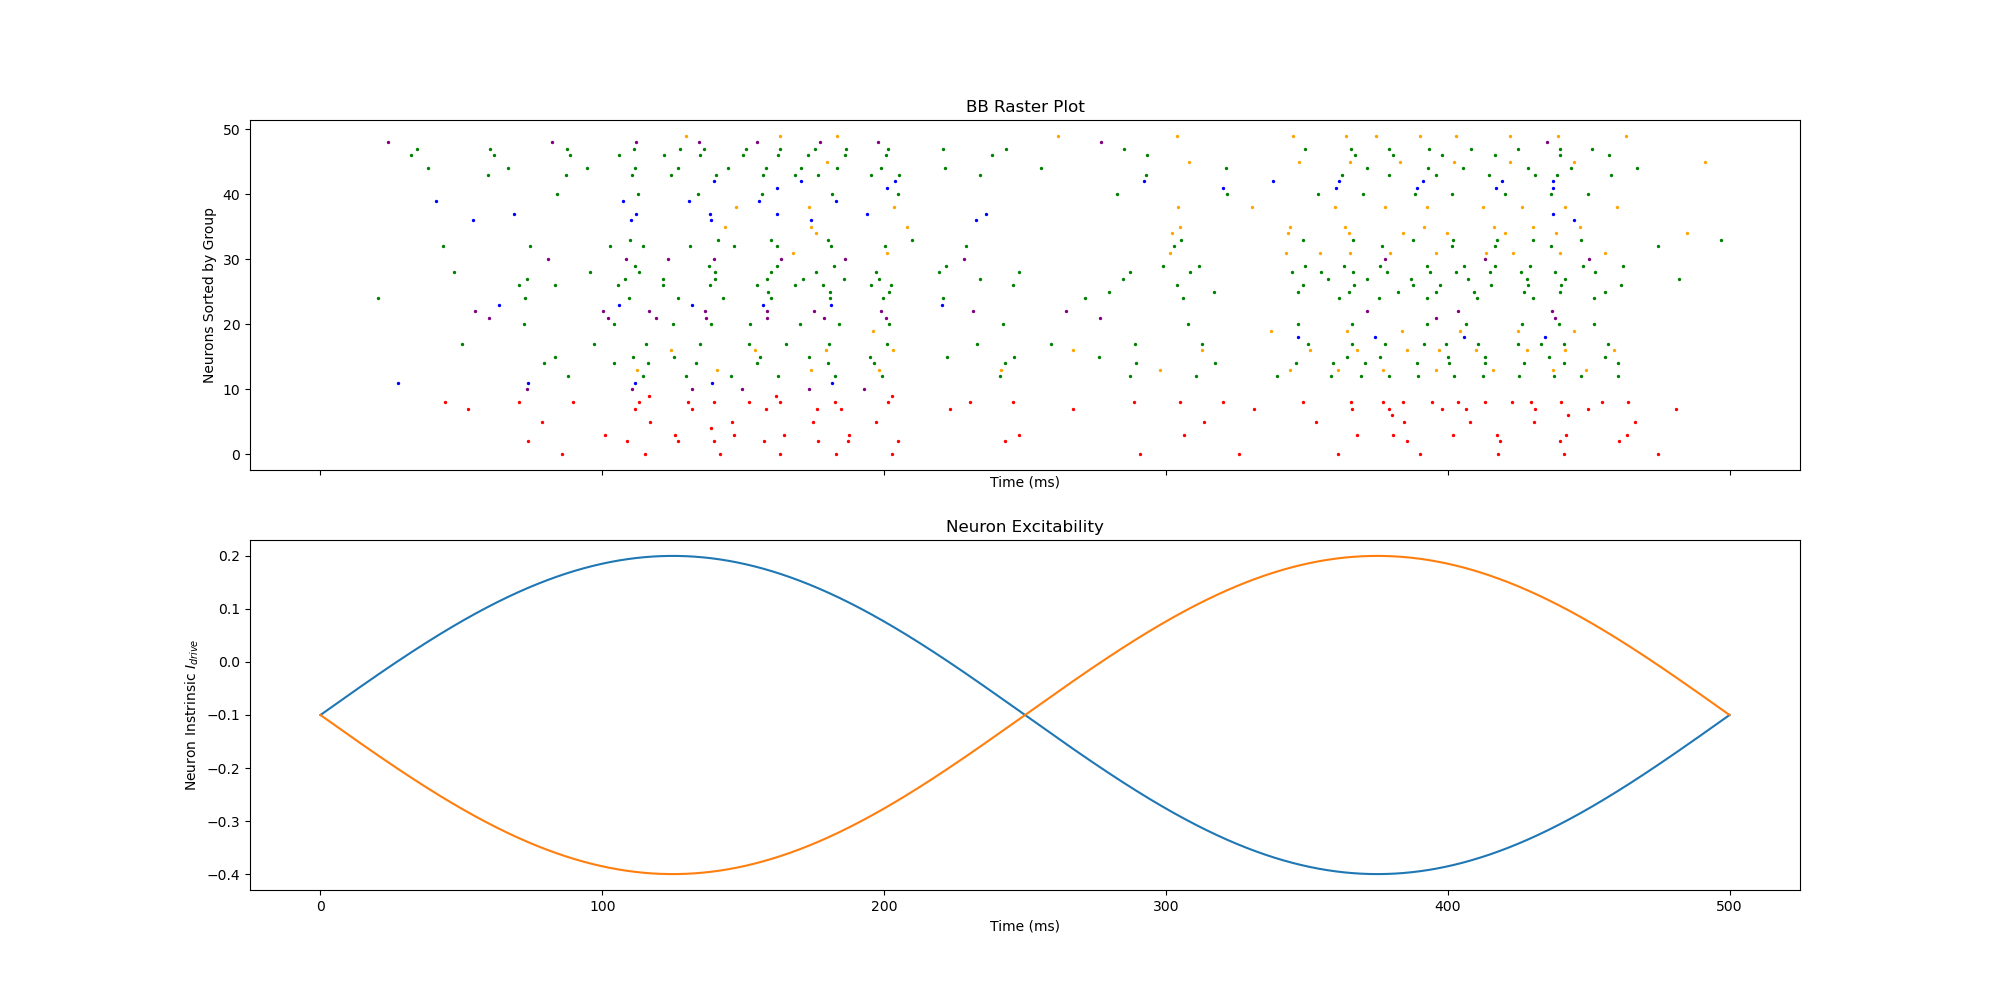 BB Raster Plot
Neurons Sorted by Group
50
40
30
20
10
0
Time (ms)
Neuron Excitability
Neuron Instrinsic I_drive
0.2
0.1
0.0
−0.1
−0.2
−0.3
−0.4
0 100 200 300 400 500
Time (ms)